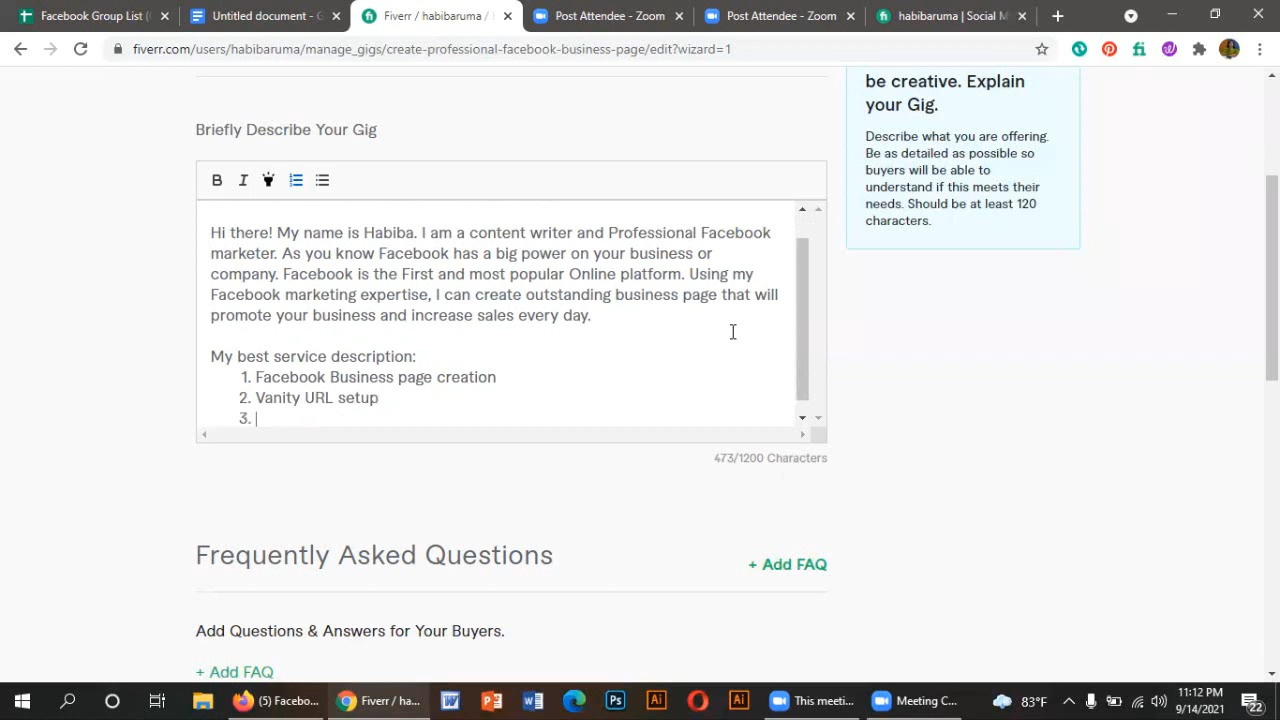 Facebook Group List (
Untitled document - G
Fiverr / habibaruma /
Post Attendee - Zoom
Post Attendee - Zoom
habibaruma | Social M
fiverr.com/users/habibaruma/manage_gigs/create-professional-facebook-business-page/edit?wizard=1
be creative. Explain
your Gig.
Describe what you are offering.
Be as detailed as possible so
buyers will be able to
understand if this meets their
needs. Should be at least 120
characters.
Briefly Describe Your Gig
B I
Hi there! My name is Habiba. I am a content writer and Professional Facebook
marketer. As you know Facebook has a big power on your business or
company. Facebook is the First and most popular Online platform. Using my
Facebook marketing expertise, I can create outstanding business page that will
promote your business and increase sales every day.
My best service description:
1. Facebook Business page creation
2. Vanity URL setup
3.
473/1200 Characters
Frequently Asked Questions
+ Add FAQ
Add Questions & Answers for Your Buyers.
+ Add FAQ
(5) Facebo...
Fiverr / ha...
This meeti...
Meeting C...
83°F
11:12 PM
9/14/2021
22